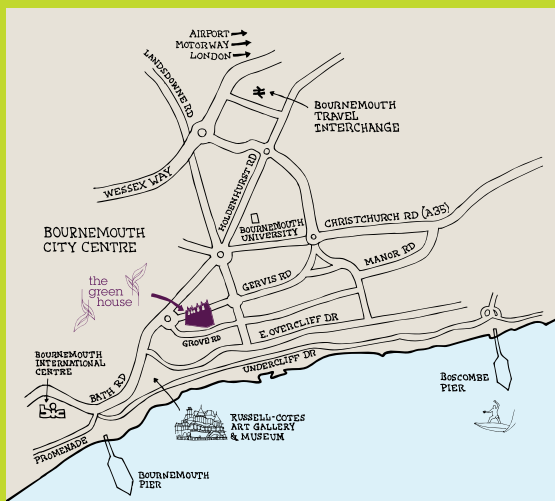 AIRPORT
MOTORWAY
LONDON
LANDSDOWNE RD
BOURNEMOUTH
TRAVEL
INTERCHANGE
WESSEX WAY
HOLDENHURST RD
BOURNEMOUTH
UNIVERSITY
CHRISTCHURCH RD (A35)
BOURNEMOUTH
CITY CENTRE
MANOR RD
GERVIS RD
the
green
house
E. OVERCLIFF DR
GROVE RD
UNDERCLIFF DR
BOURNEMOUTH
INTERNATIONAL
CENTRE
bic
BATH RD
BOSCOMBE
PIER
RUSSELL-COTES
ART GALLERY
& MUSEUM
PROMENADE
BOURNEMOUTH
PIER